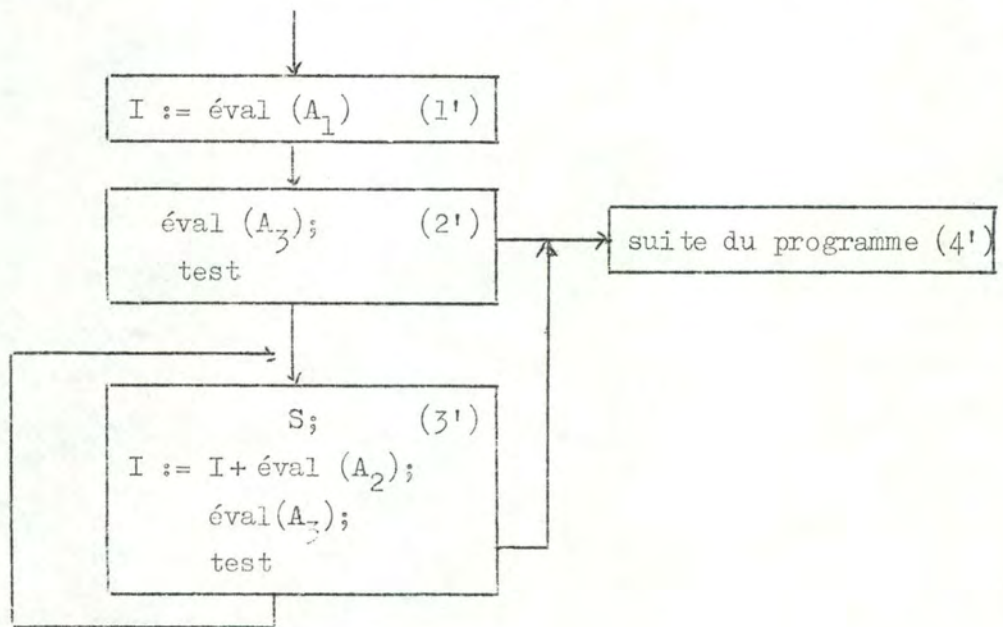 I := éval (A₁) (1')
éval (A₃); (2')
test
suite du programme (4')
S; (3')
I := I+ éval (A₂);
éval(A₃);
test